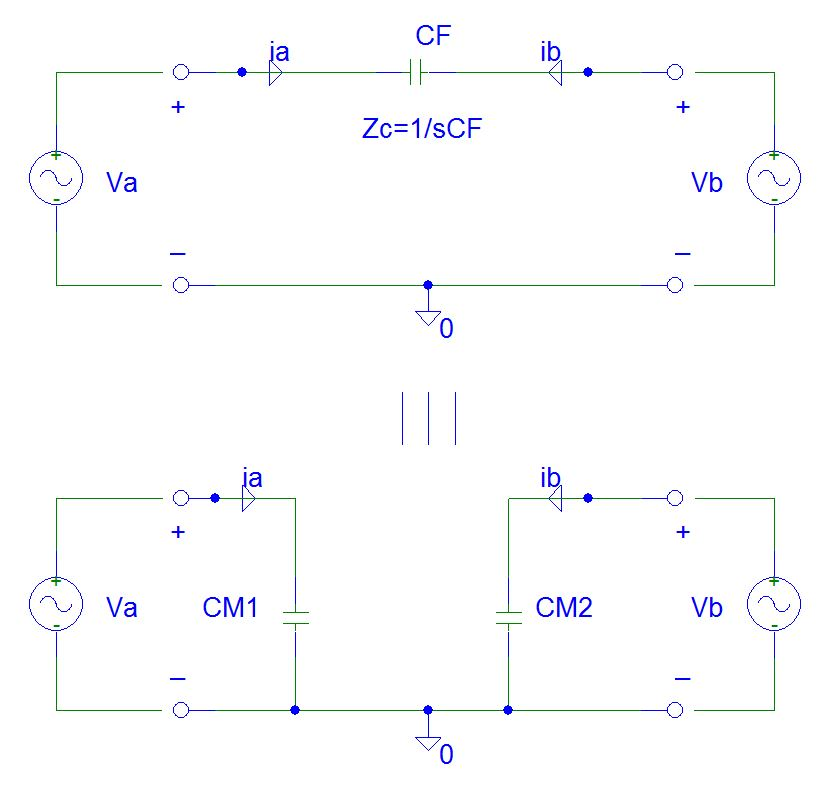 CF
ia
ib
+
+
Zc=1/sCF
+
+
Va
Vb
-
-
–
–
0
ia
ib
+
+
+
+
Va
CM1
CM2
Vb
-
-
–
–
0